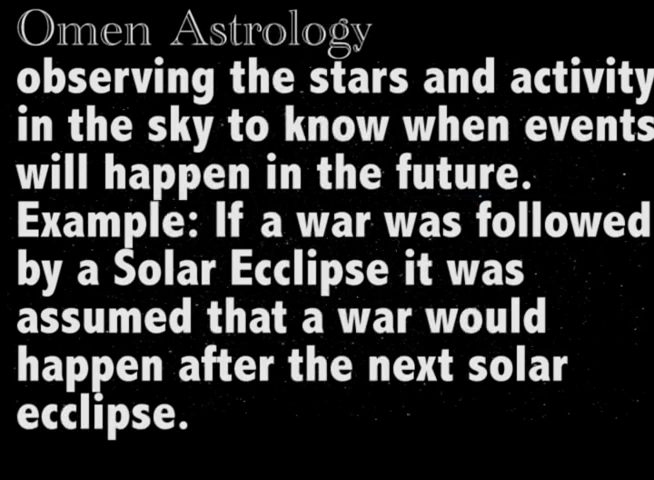 Omen Astrology
observing the stars and activity
in the sky to know when events
will happen in the future.
Example: If a war was followed
by a Solar Ecclipse it was
assumed that a war would
happen after the next solar
ecclipse.